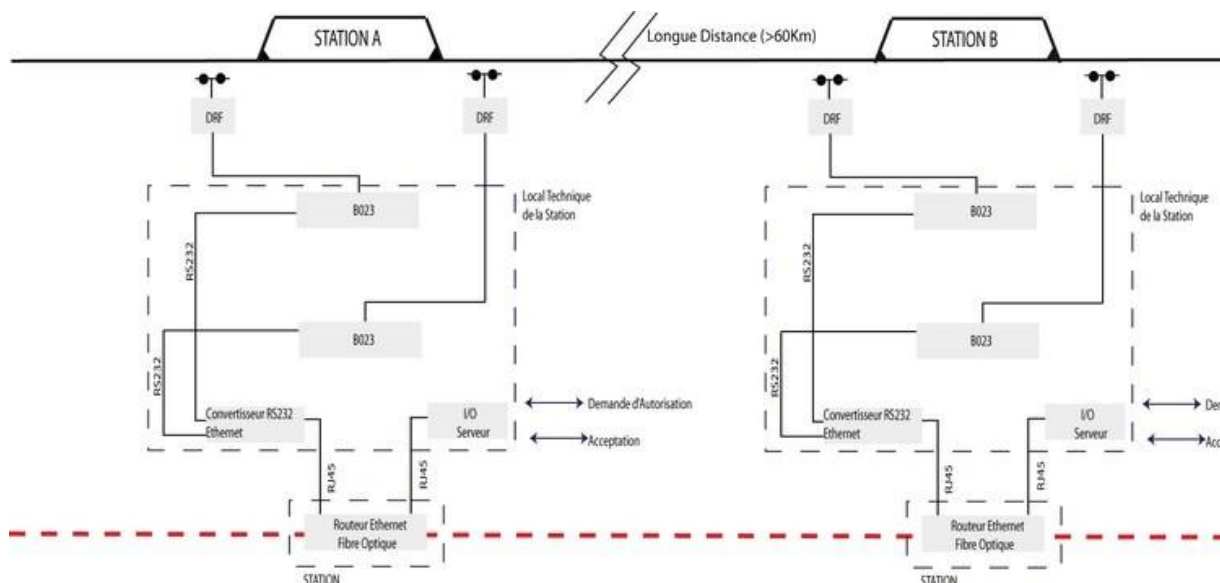 STATION A
Longue Distance (>60Km)
STATION B
DRF
DRF
DRF
DRF
B023
Local Technique
de la Station
B023
Local Technique
de la Station
RS232
RS232
B023
B023
RS232
RS232
Convertisseur RS232
Ethernet
I/O
Serveur
Demande d'Autorisation
Acceptation
Convertisseur RS232
Ethernet
I/O
Serveur
Dem
Acc
RJ45
RJ45
RJ45
RJ45
Routeur Ethernet
Fibre Optique
Routeur Ethernet
Fibre Optique
STATION
STATION